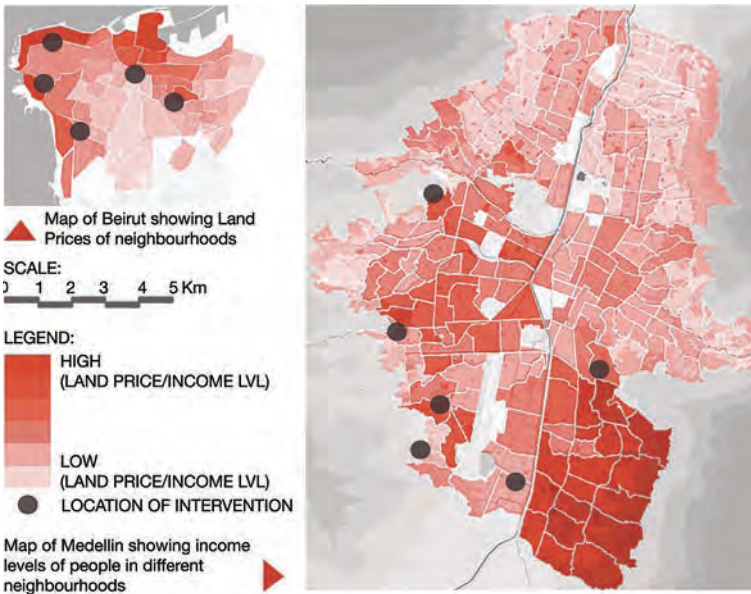 Map of Beirut showing Land
Prices of neighbourhoods
SCALE:
0 1 2 3 4 5 Km
LEGEND:
HIGH
(LAND PRICE/INCOME LVL)
LOW
(LAND PRICE/INCOME LVL)
LOCATION OF INTERVENTION
Map of Medellin showing income
levels of people in different
neighbourhoods